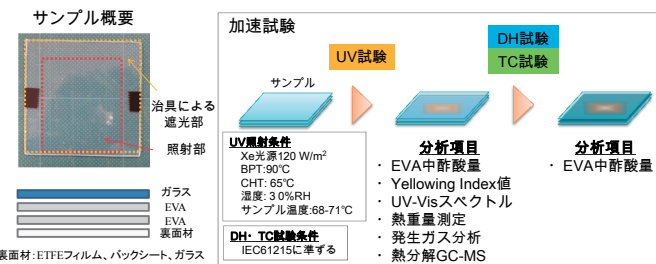 サンプル概要
治具による
遮光部
照射部
ガラス
EVA
EVA
裏面材
裏面材:ETFEフィルム、バックシート、ガラス
加速試験
UV試験
DH試験
TC試験
サンプル
UV照射条件
Xe光源120 W/m²
BPT:90℃
CHT: 65℃
湿度: 30%RH
サンプル温度:68-71℃
DH・TC試験条件
IEC61215に準ずる
分析項目
・ EVA中酢酸量
・ Yellowing Index値
・ UV-Visスペクトル
・ 熱重量測定
・ 発生ガス分析
・ 熱分解GC-MS
分析項目
・ EVA中酢酸量